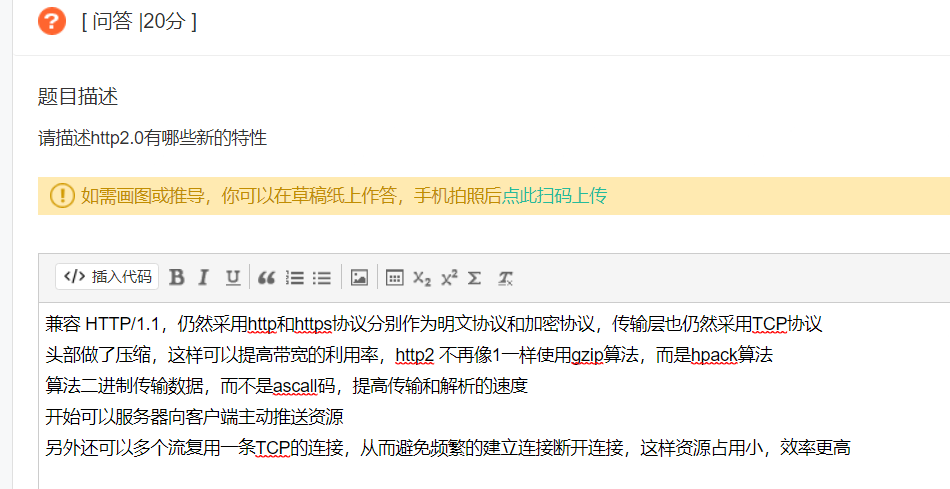 [ 问答 |20分 ]
题目描述
请描述http2.0有哪些新的特性
如需画图或推导，你可以在草稿纸上作答，手机拍照后点此扫码上传
</> 插入代码 B I U X₂ X² Σ Tx
兼容 HTTP/1.1，仍然采用http和https协议分别作为明文协议和加密协议，传输层也仍然采用TCP协议
头部做了压缩，这样可以提高带宽的利用率，http2 不再像1一样使用gzip算法，而是hpack算法
算法二进制传输数据，而不是ascall码，提高传输和解析的速度
开始可以服务器向客户端主动推送资源
另外还可以多个流复用一条TCP的连接，从而避免频繁的建立连接断开连接，这样资源占用小，效率更高